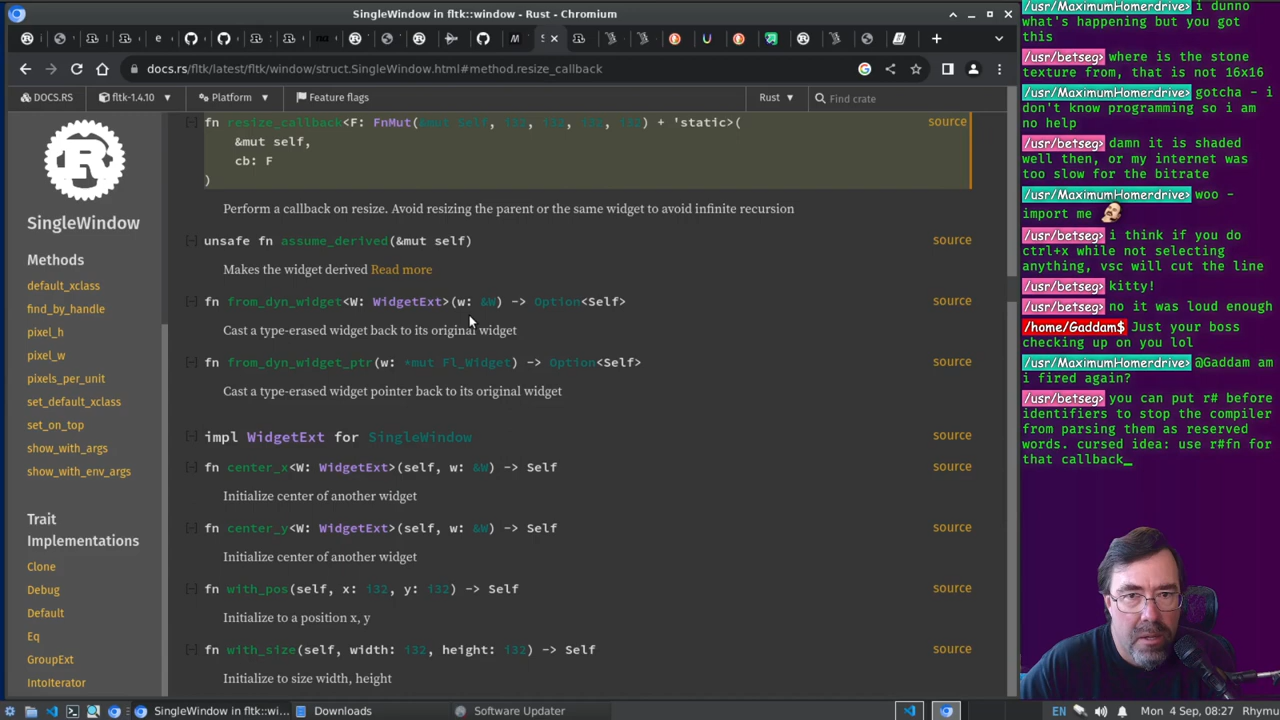 SingleWindow in fltk::window - Rust - Chromium
docs.rs/fltk/latest/fltk/window/struct.SingleWindow.html#method.resize_callback
DOCS.RS
fltk-1.4.10
Platform
Feature flags
Rust
Find crate
SingleWindow
Methods
default_xclass
find_by_handle
pixel_h
pixel_w
pixels_per_unit
set_default_xclass
set_on_top
show_with_args
show_with_env_args
Trait
Implementations
Clone
Debug
Default
Eq
GroupExt
IntoIterator
[-] fn resize_callback<F: FnMut(&mut Self, i32, i32, i32, i32) + 'static>( source
&mut self,
cb: F
)
Perform a callback on resize. Avoid resizing the parent or the same widget to avoid infinite recursion
[-] unsafe fn assume_derived(&mut self) source
Makes the widget derived Read more
[-] fn from_dyn_widget<W: WidgetExt>(w: &W) -> Option<Self> source
Cast a type-erased widget back to its original widget
[-] fn from_dyn_widget_ptr(w: *mut Fl_Widget) -> Option<Self> source
Cast a type-erased widget pointer back to its original widget
[-] impl WidgetExt for SingleWindow source
[-] fn center_x<W: WidgetExt>(self, w: &W) -> Self source
Initialize center of another widget
[-] fn center_y<W: WidgetExt>(self, w: &W) -> Self source
Initialize center of another widget
[-] fn with_pos(self, x: i32, y: i32) -> Self source
Initialize to a position x, y
[-] fn with_size(self, width: i32, height: i32) -> Self source
Initialize to size width, height
/usr/MaximumHomerdrive> i dunno
what's happening but you got
this
/usr/betseg> where is the stone
texture from, that is not 16x16
/usr/MaximumHomerdrive> gotcha - i
don't know programming so i am
no help
/usr/betseg> damn it is shaded
well then, or my internet was
too slow for the bitrate
/usr/MaximumHomerdrive> woo -
import me
/usr/betseg> i think if you do
ctrl+x while not selecting
anything, vsc will cut the line
/usr/betseg> kitty!
/usr/betseg> no it was loud enough
/home/Gaddam$ Just your boss
checking up on you lol
/usr/MaximumHomerdrive> @Gaddam am
i fired again?
/usr/betseg> you can put r# before
identifiers to stop the compiler
from parsing them as reserved
words. cursed idea: use r#fn for
that callback_
SingleWindow in fltk::wi...
Downloads
Software Updater
EN
Mon 4 Sep, 08:27
Rhymu